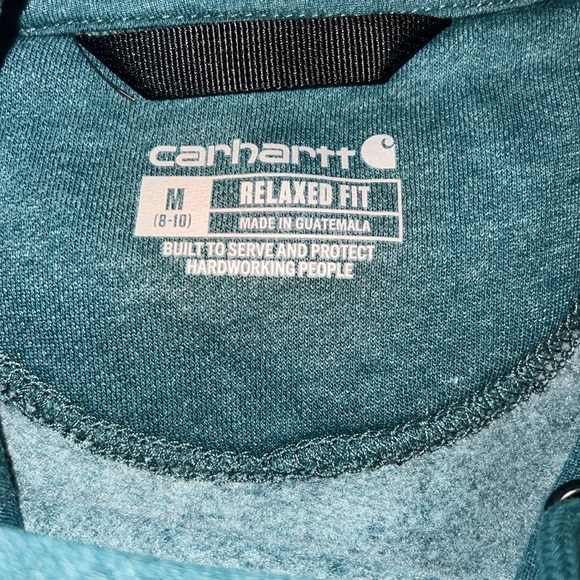 carhartt
M
(8-10)
RELAXED FIT
MADE IN GUATEMALA
BUILT TO SERVE AND PROTECT
HARDWORKING PEOPLE